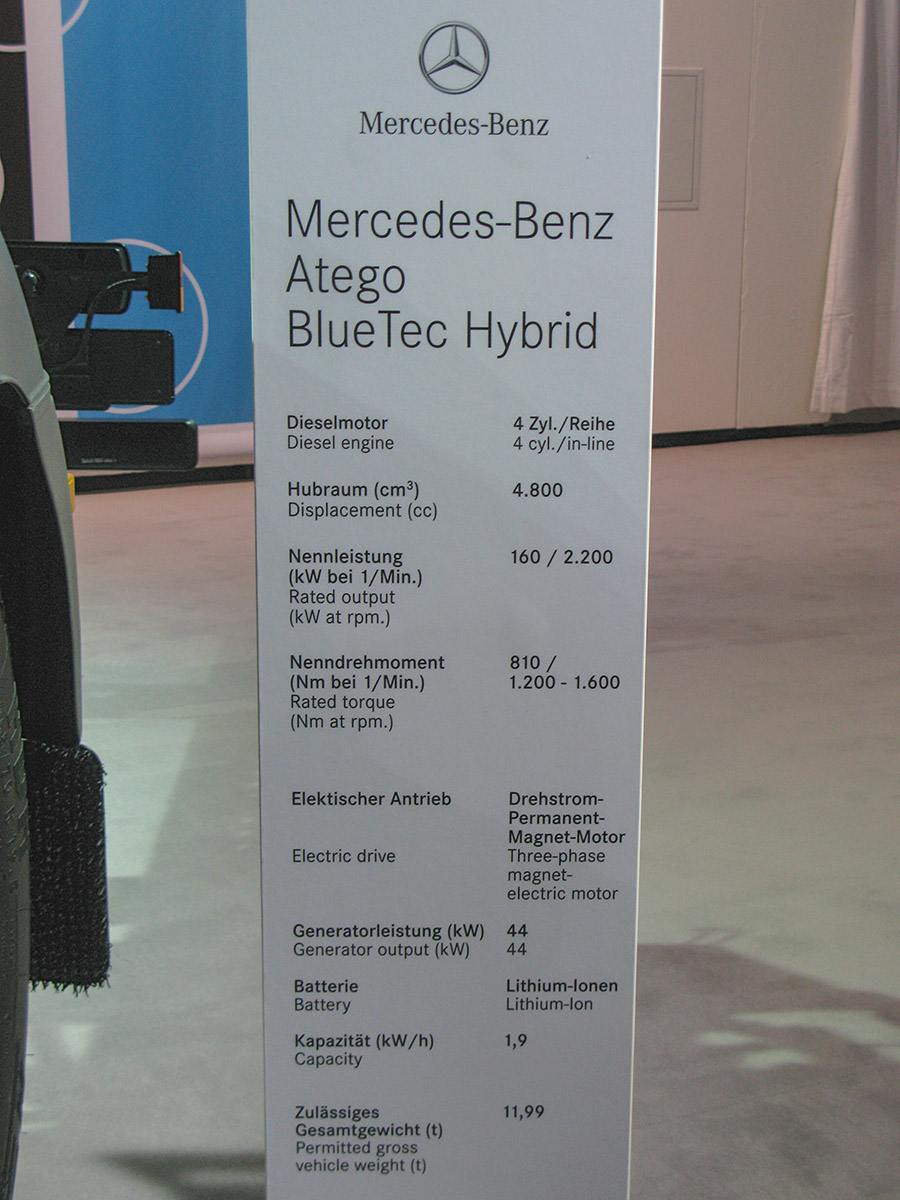 Mercedes-Benz
Mercedes-Benz
Atego
BlueTec Hybrid
Dieselmotor 4 Zyl./Reihe
Diesel engine 4 cyl./in-line
Hubraum (cm³) 4.800
Displacement (cc)
Nennleistung 160 / 2.200
(kW bei 1/Min.)
Rated output
(kW at rpm.)
Nenndrehmoment 810 /
(Nm bei 1/Min.) 1.200 - 1.600
Rated torque
(Nm at rpm.)
Elektischer Antrieb Drehstrom-
Permanent-
Magnet-Motor
Electric drive Three-phase
magnet-
electric motor
Generatorleistung (kW) 44
Generator output (kW) 44
Batterie Lithium-Ionen
Battery Lithium-Ion
Kapazität (kW/h) 1,9
Capacity
Zulässiges 11,99
Gesamtgewicht (t)
Permitted gross
vehicle weight (t)